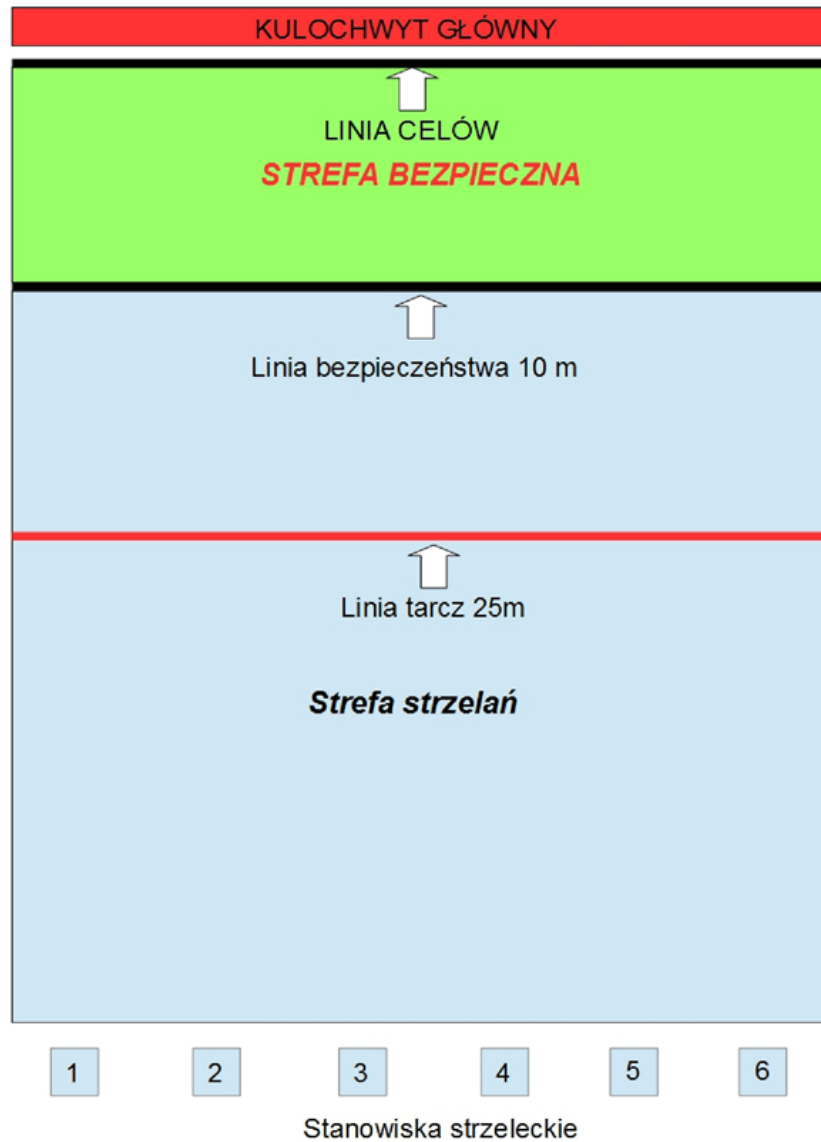 KULOCHWYT GŁÓWNY
LINIA CELÓW
STREFA BEZPIECZNA
Linia bezpieczeństwa 10 m
Linia tarcz 25m
Strefa strzelań
1 2 3 4 5 6
Stanowiska strzeleckie